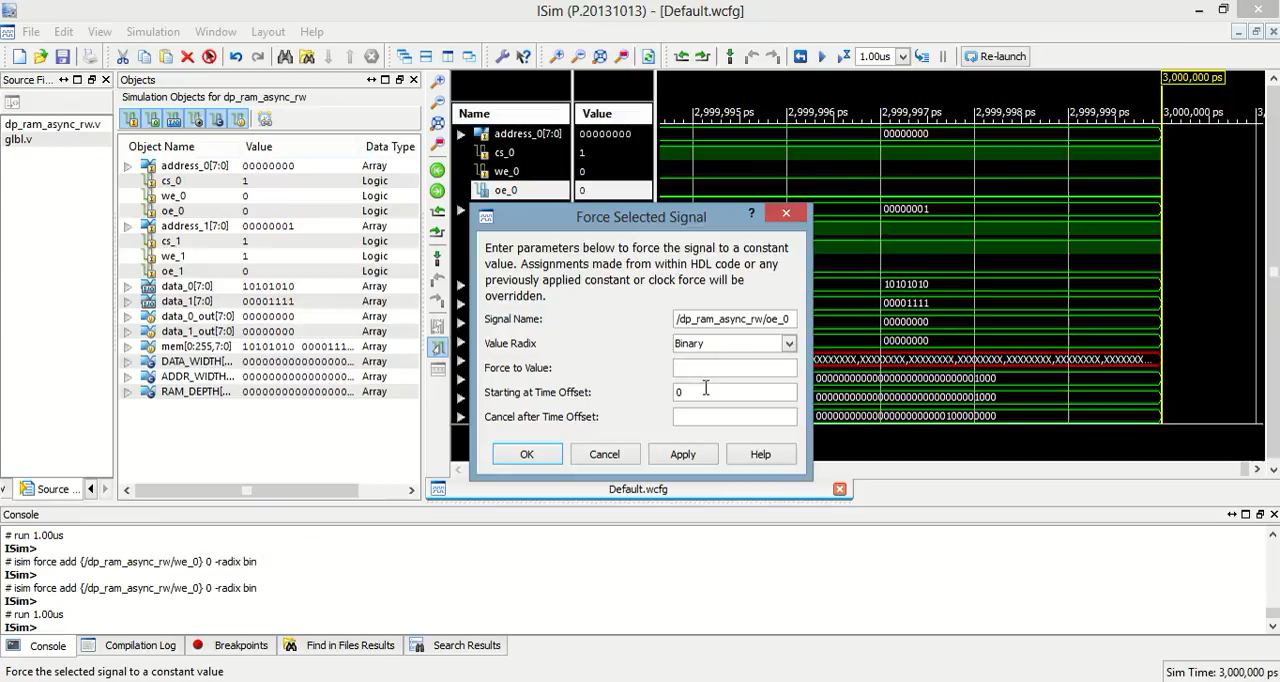 ISim (P.20131013) - [Default.wcfg]
File Edit View Simulation Window Layout Help
1.00us Re-launch
Source Fi...
dp_ram_async_rw.v
glbl.v
Source ...
Objects
Simulation Objects for dp_ram_async_rw
Object Name Value Data Type
address_0[7:0] 00000000 Array
cs_0 1 Logic
we_0 0 Logic
oe_0 0 Logic
address_1[7:0] 00000001 Array
cs_1 1 Logic
we_1 1 Logic
oe_1 0 Logic
data_0[7:0] 10101010 Array
data_1[7:0] 00001111 Array
data_0_out[7:0] 00000000 Array
data_1_out[7:0] 00000000 Array
mem[0:255,7:0] 10101010 0000111... Array
DATA_WIDTH[... 00000000000000... Array
ADDR_WIDTH[... 00000000000000... Array
RAM_DEPTH[... 00000000000000... Array
3,000,000 ps
2,999,995 ps 2,999,996 ps 2,999,997 ps 2,999,998 ps 2,999,999 ps 3,000,000 ps
Name Value
address_0[7:0] 00000000 00000000
cs_0 1
we_0 0
oe_0 0
00000001
10101010
00001111
00000000
00000000
Force Selected Signal
Enter parameters below to force the signal to a constant
value. Assignments made from within HDL code or any
previously applied constant or clock force will be
overridden.
Signal Name: /dp_ram_async_rw/oe_0
Value Radix Binary
Force to Value:
Starting at Time Offset: 0
Cancel after Time Offset:
OK Cancel Apply Help
Default.wcfg
Console
# run 1.00us
ISim>
# isim force add {/dp_ram_async_rw/we_0} 0 -radix bin
ISim>
# isim force add {/dp_ram_async_rw/we_0} 0 -radix bin
ISim>
# run 1.00us
ISim>
Console Compilation Log Breakpoints Find in Files Results Search Results
Force the selected signal to a constant value Sim Time: 3,000,000 ps